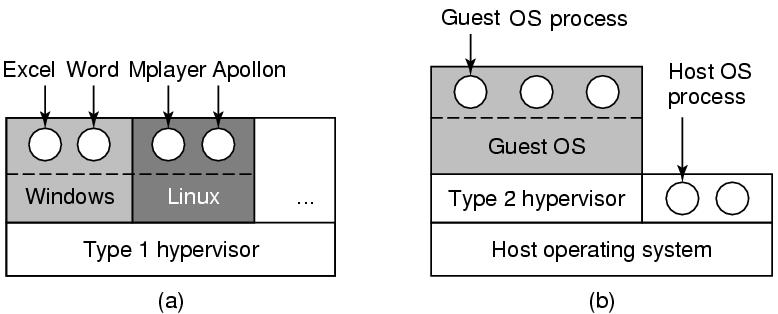 Excel Word Mplayer Apollon
Windows Linux ...
Type 1 hypervisor
(a)
Guest OS process
Host OS
process
Guest OS
Type 2 hypervisor
Host operating system
(b)